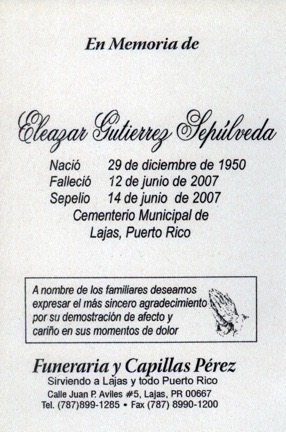 En Memoria de
Eleazar Gutierrez Sepúlveda
Nació 29 de diciembre de 1950
Falleció 12 de junio de 2007
Sepelio 14 de junio de 2007
Cementerio Municipal de
Lajas, Puerto Rico
A nombre de los familiares deseamos
expresar el más sincero agradecimiento
por su demostración de afecto y
cariño en sus momentos de dolor
Funeraria y Capillas Pérez
Sirviendo a Lajas y todo Puerto Rico
Calle Juan P. Aviles #5, Lajas, PR 00667
Tel. (787)899-1285 • Fax (787) 8990-1200